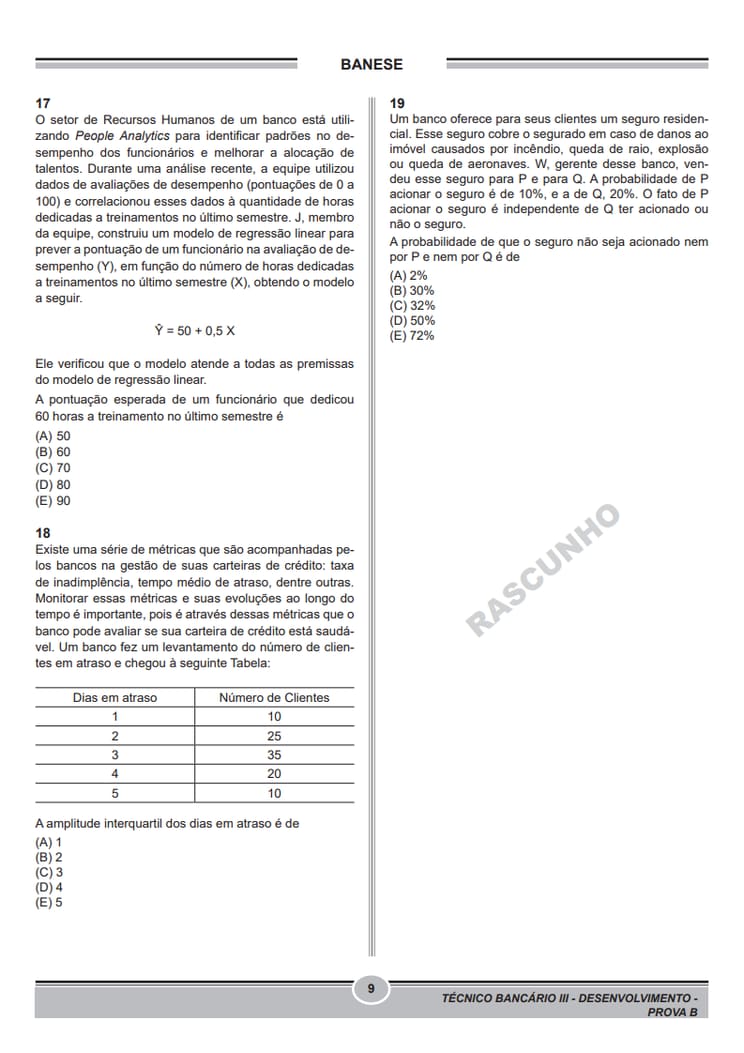 BANESE
17
O setor de Recursos Humanos de um banco está utili-
zando People Analytics para identificar padrões no de-
sempenho dos funcionários e melhorar a alocação de
talentos. Durante uma análise recente, a equipe utilizou
dados de avaliações de desempenho (pontuações de 0 a
100) e correlacionou esses dados à quantidade de horas
dedicadas a treinamentos no último semestre. J, membro
da equipe, construiu um modelo de regressão linear para
prever a pontuação de um funcionário na avaliação de de-
sempenho (Y), em função do número de horas dedicadas
a treinamentos no último semestre (X), obtendo o modelo
a seguir.
Ŷ = 50 + 0,5 X
Ele verificou que o modelo atende a todas as premissas
do modelo de regressão linear.
A pontuação esperada de um funcionário que dedicou
60 horas a treinamento no último semestre é
(A) 50
(B) 60
(C) 70
(D) 80
(E) 90
18
Existe uma série de métricas que são acompanhadas pe-
los bancos na gestão de suas carteiras de crédito: taxa
de inadimplência, tempo médio de atraso, dentre outras.
Monitorar essas métricas e suas evoluções ao longo do
tempo é importante, pois é através dessas métricas que o
banco pode avaliar se sua carteira de crédito está saudá-
vel. Um banco fez um levantamento do número de clien-
tes em atraso e chegou à seguinte Tabela:
Dias em atraso Número de Clientes
1 10
2 25
3 35
4 20
5 10
A amplitude interquartil dos dias em atraso é de
(A) 1
(B) 2
(C) 3
(D) 4
(E) 5
19
Um banco oferece para seus clientes um seguro residen-
cial. Esse seguro cobre o segurado em caso de danos ao
imóvel causados por incêndio, queda de raio, explosão
ou queda de aeronaves. W, gerente desse banco, ven-
deu esse seguro para P e para Q. A probabilidade de P
acionar o seguro é de 10%, e a de Q, 20%. O fato de P
acionar o seguro é independente de Q ter acionado ou
não o seguro.
A probabilidade de que o seguro não seja acionado nem
por P e nem por Q é de
(A) 2%
(B) 30%
(C) 32%
(D) 50%
(E) 72%
RASCUNHO
9
TÉCNICO BANCÁRIO III - DESENVOLVIMENTO -
PROVA B